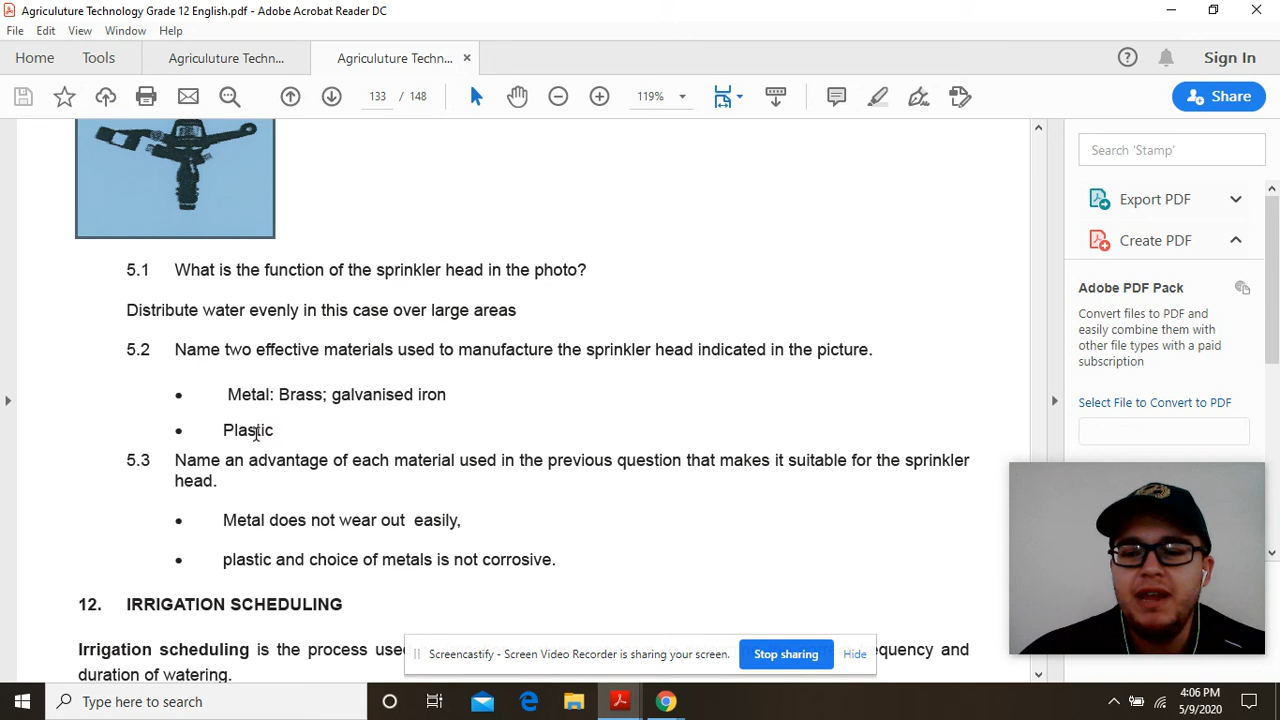 Agriculuture Technology Grade 12 English.pdf - Adobe Acrobat Reader DC
File Edit View Window Help
Home Tools Agriculuture Techn... Agriculuture Techn... ×
Sign In
133 / 148 119%
Share
Search 'Stamp'
Export PDF
Create PDF
Adobe PDF Pack
Convert files to PDF and
easily combine them with
other file types with a paid
subscription
Select File to Convert to PDF
5.1 What is the function of the sprinkler head in the photo?
Distribute water evenly in this case over large areas
5.2 Name two effective materials used to manufacture the sprinkler head indicated in the picture.
• Metal: Brass; galvanised iron
• Plastic
5.3 Name an advantage of each material used in the previous question that makes it suitable for the sprinkler
head.
• Metal does not wear out easily,
• plastic and choice of metals is not corrosive.
12. IRRIGATION SCHEDULING
Irrigation scheduling is the process used equency and
duration of watering.
Screencastify - Screen Video Recorder is sharing your screen. Stop sharing Hide
Type here to search
4:06 PM
5/9/2020